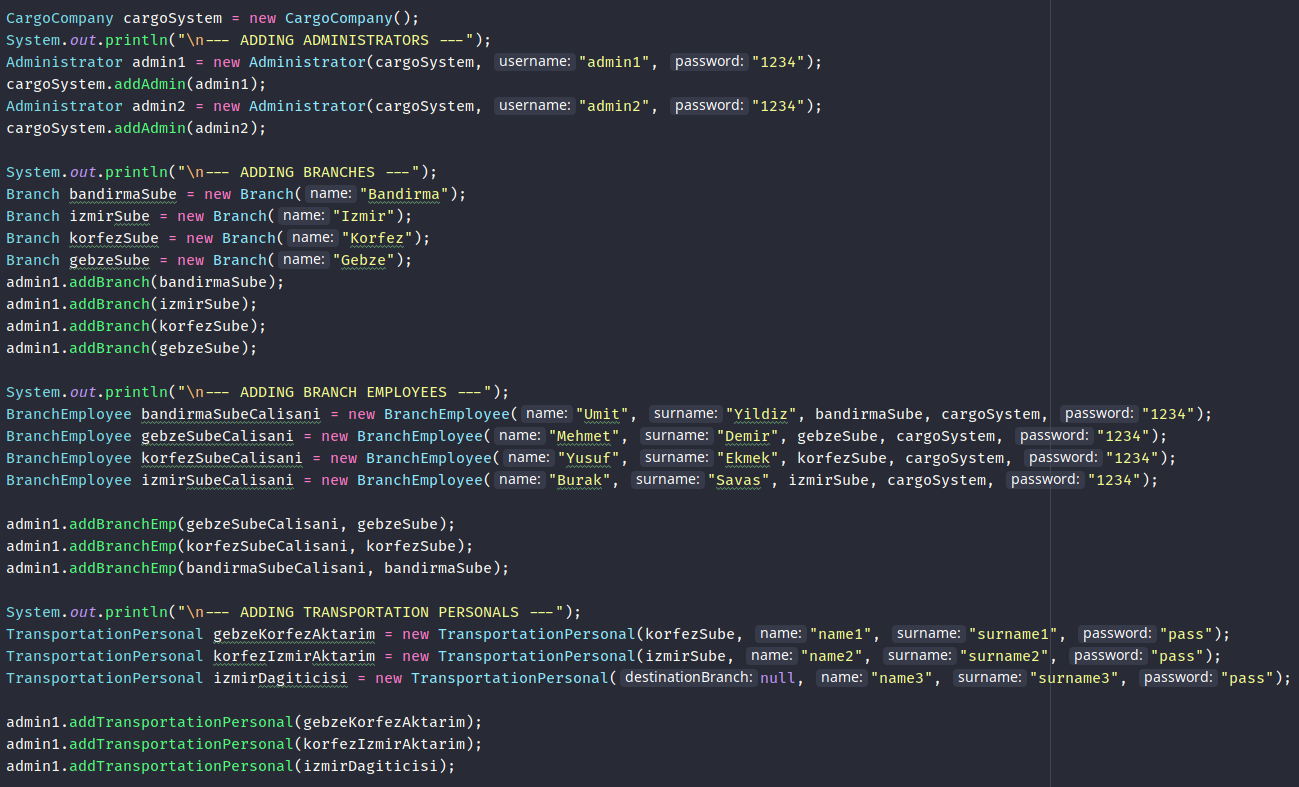 CargoCompany cargoSystem = new CargoCompany();
System.out.println("\n--- ADDING ADMINISTRATORS ---");
Administrator admin1 = new Administrator(cargoSystem, username: "admin1", password: "1234");
cargoSystem.addAdmin(admin1);
Administrator admin2 = new Administrator(cargoSystem, username: "admin2", password: "1234");
cargoSystem.addAdmin(admin2);
System.out.println("\n--- ADDING BRANCHES ---");
Branch bandirmaSube = new Branch( name: "Bandirma");
Branch izmirSube = new Branch( name: "Izmir");
Branch korfezSube = new Branch( name: "Korfez");
Branch gebzeSube = new Branch( name: "Gebze");
admin1.addBranch(bandirmaSube);
admin1.addBranch(izmirSube);
admin1.addBranch(korfezSube);
admin1.addBranch(gebzeSube);
System.out.println("\n--- ADDING BRANCH EMPLOYEES ---");
BranchEmployee bandirmaSubeCalisani = new BranchEmployee( name: "Umit", surname: "Yildiz", bandirmaSube, cargoSystem, password: "1234");
BranchEmployee gebzeSubeCalisani = new BranchEmployee( name: "Mehmet", surname: "Demir", gebzeSube, cargoSystem, password: "1234");
BranchEmployee korfezSubeCalisani = new BranchEmployee( name: "Yusuf", surname: "Ekmek", korfezSube, cargoSystem, password: "1234");
BranchEmployee izmirSubeCalisani = new BranchEmployee( name: "Burak", surname: "Savas", izmirSube, cargoSystem, password: "1234");
admin1.addBranchEmp(gebzeSubeCalisani, gebzeSube);
admin1.addBranchEmp(korfezSubeCalisani, korfezSube);
admin1.addBranchEmp(bandirmaSubeCalisani, bandirmaSube);
System.out.println("\n--- ADDING TRANSPORTATION PERSONALS ---");
TransportationPersonal gebzeKorfezAktarim = new TransportationPersonal(korfezSube, name: "name1", surname: "surname1", password: "pass");
TransportationPersonal korfezIzmirAktarim = new TransportationPersonal(izmirSube, name: "name2", surname: "surname2", password: "pass");
TransportationPersonal izmirDagiticisi = new TransportationPersonal( destinationBranch: null, name: "name3", surname: "surname3", password: "pass");
admin1.addTransportationPersonal(gebzeKorfezAktarim);
admin1.addTransportationPersonal(korfezIzmirAktarim);
admin1.addTransportationPersonal(izmirDagiticisi);